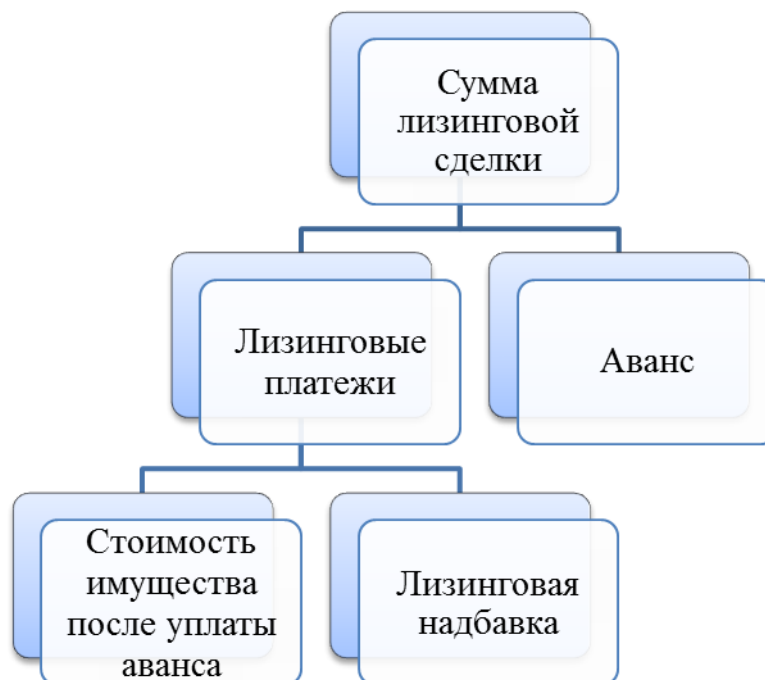 Сумма
лизинговой
сделки
Лизинговые
платежи
Аванс
Стоимость
имущества
после уплаты
аванса
Лизинговая
надбавка